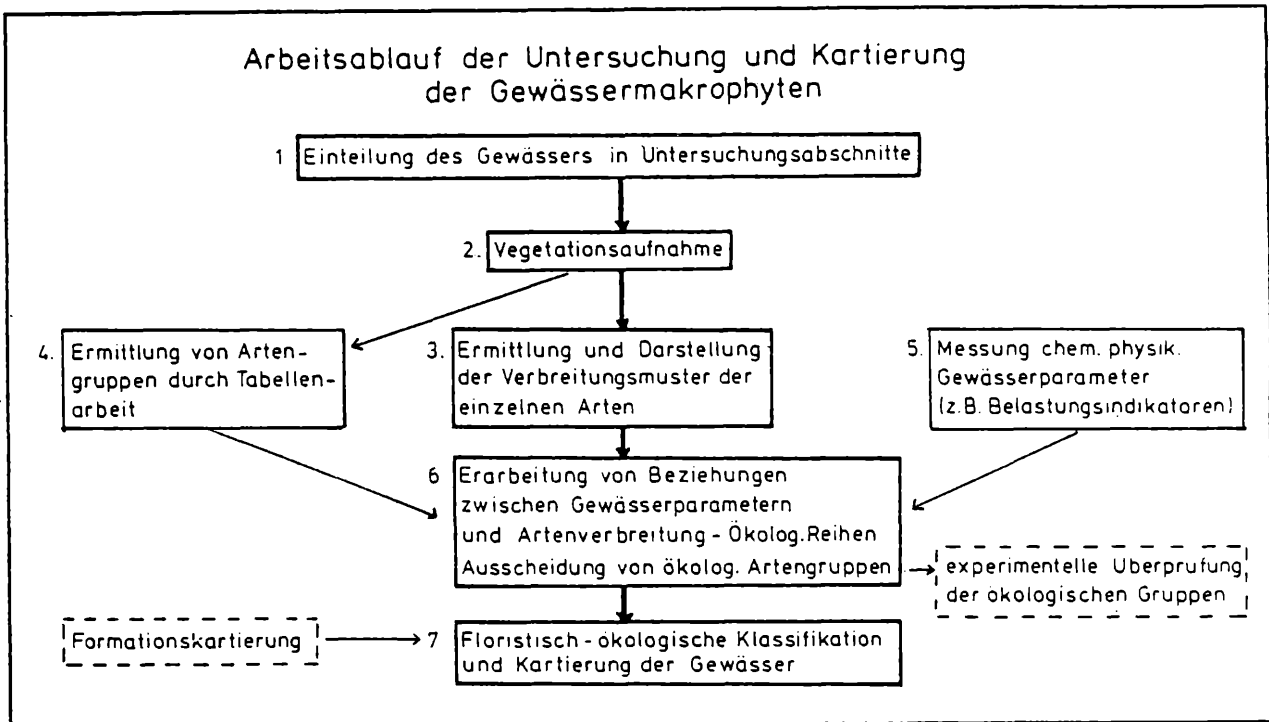 Arbeitsablauf der Untersuchung und Kartierung
der Gewässermakrophyten
1 Einteilung des Gewässers in Untersuchungsabschnitte
2. Vegetationsaufnahme
4. Ermittlung von Arten-
gruppen durch Tabellen-
arbeit
3. Ermittlung und Darstellung
der Verbreitungsmuster der
einzelnen Arten
5. Messung chem. physik.
Gewässerparameter
(z.B. Belastungsindikatoren)
6 Erarbeitung von Beziehungen
zwischen Gewässerparametern
und Artenverbreitung - Ökolog. Reihen
Ausscheidung von ökolog. Artengruppen
experimentelle Uberprufung
der ökologischen Gruppen
Formationskartierung
7 Floristisch - ökologische Klassifikation
und Kartierung der Gewässer